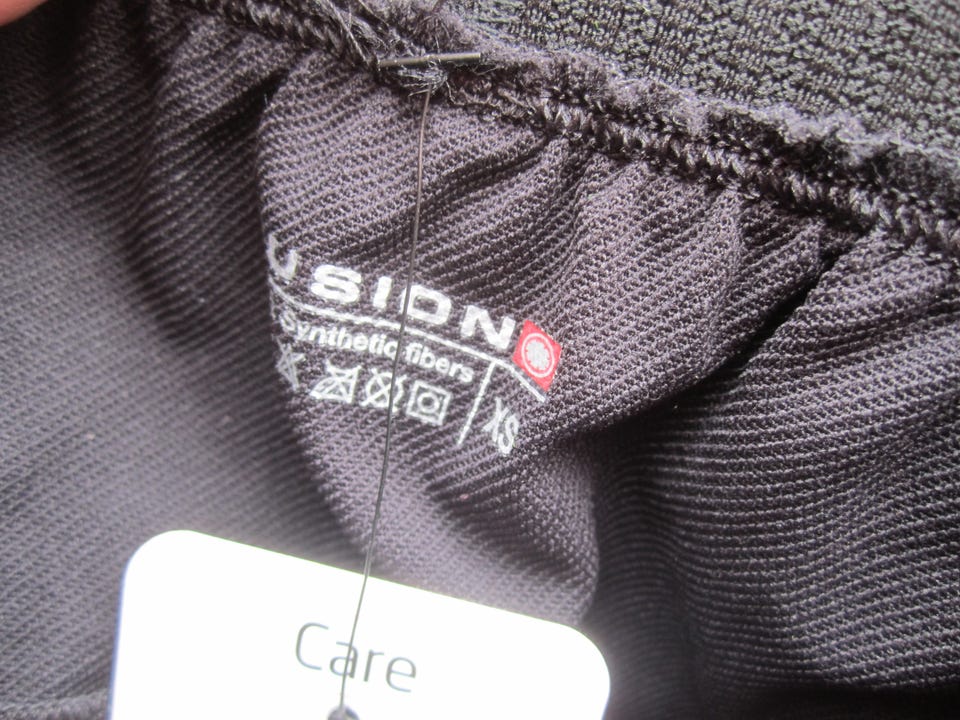 USION
Synthetic fibers
XS
Care